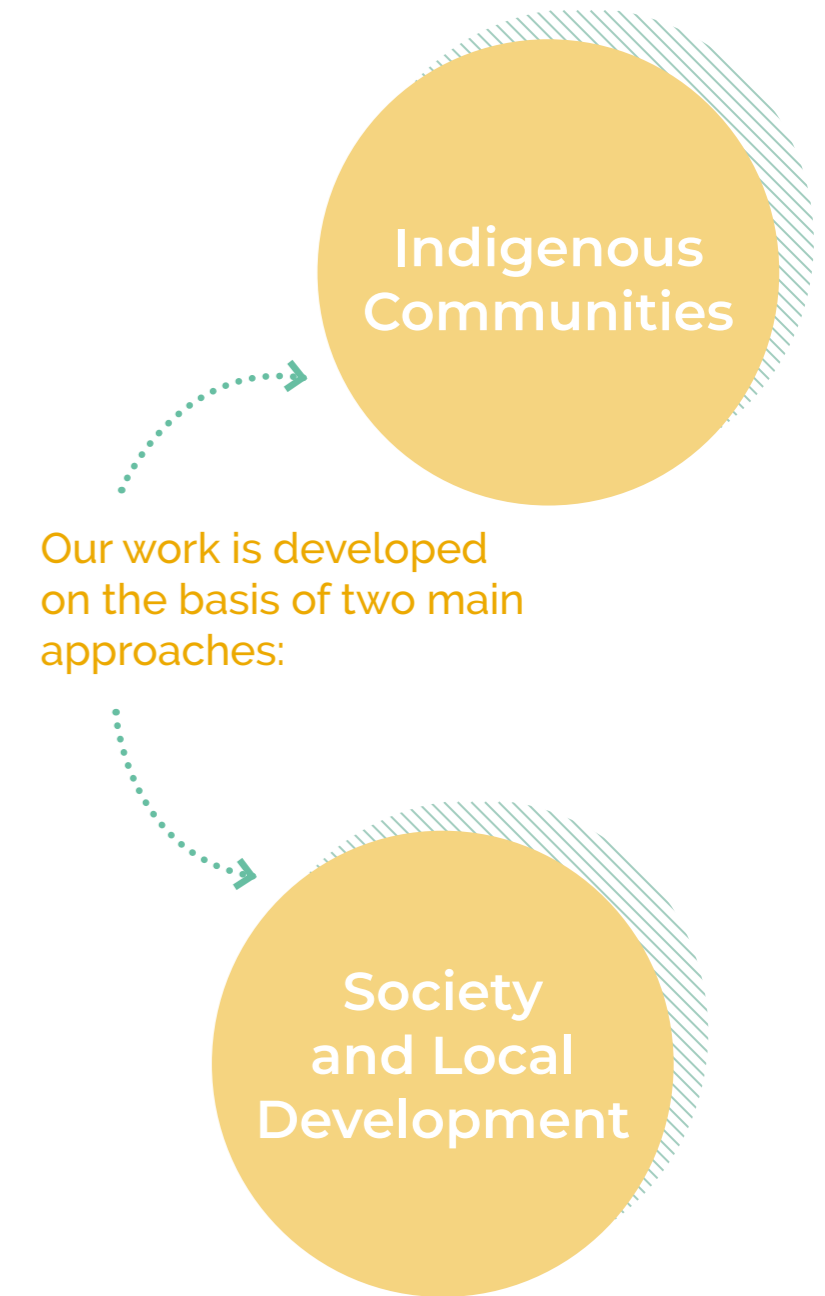 Indigenous
Communities
Our work is developed
on the basis of two main
approaches:
Society
and Local
Development